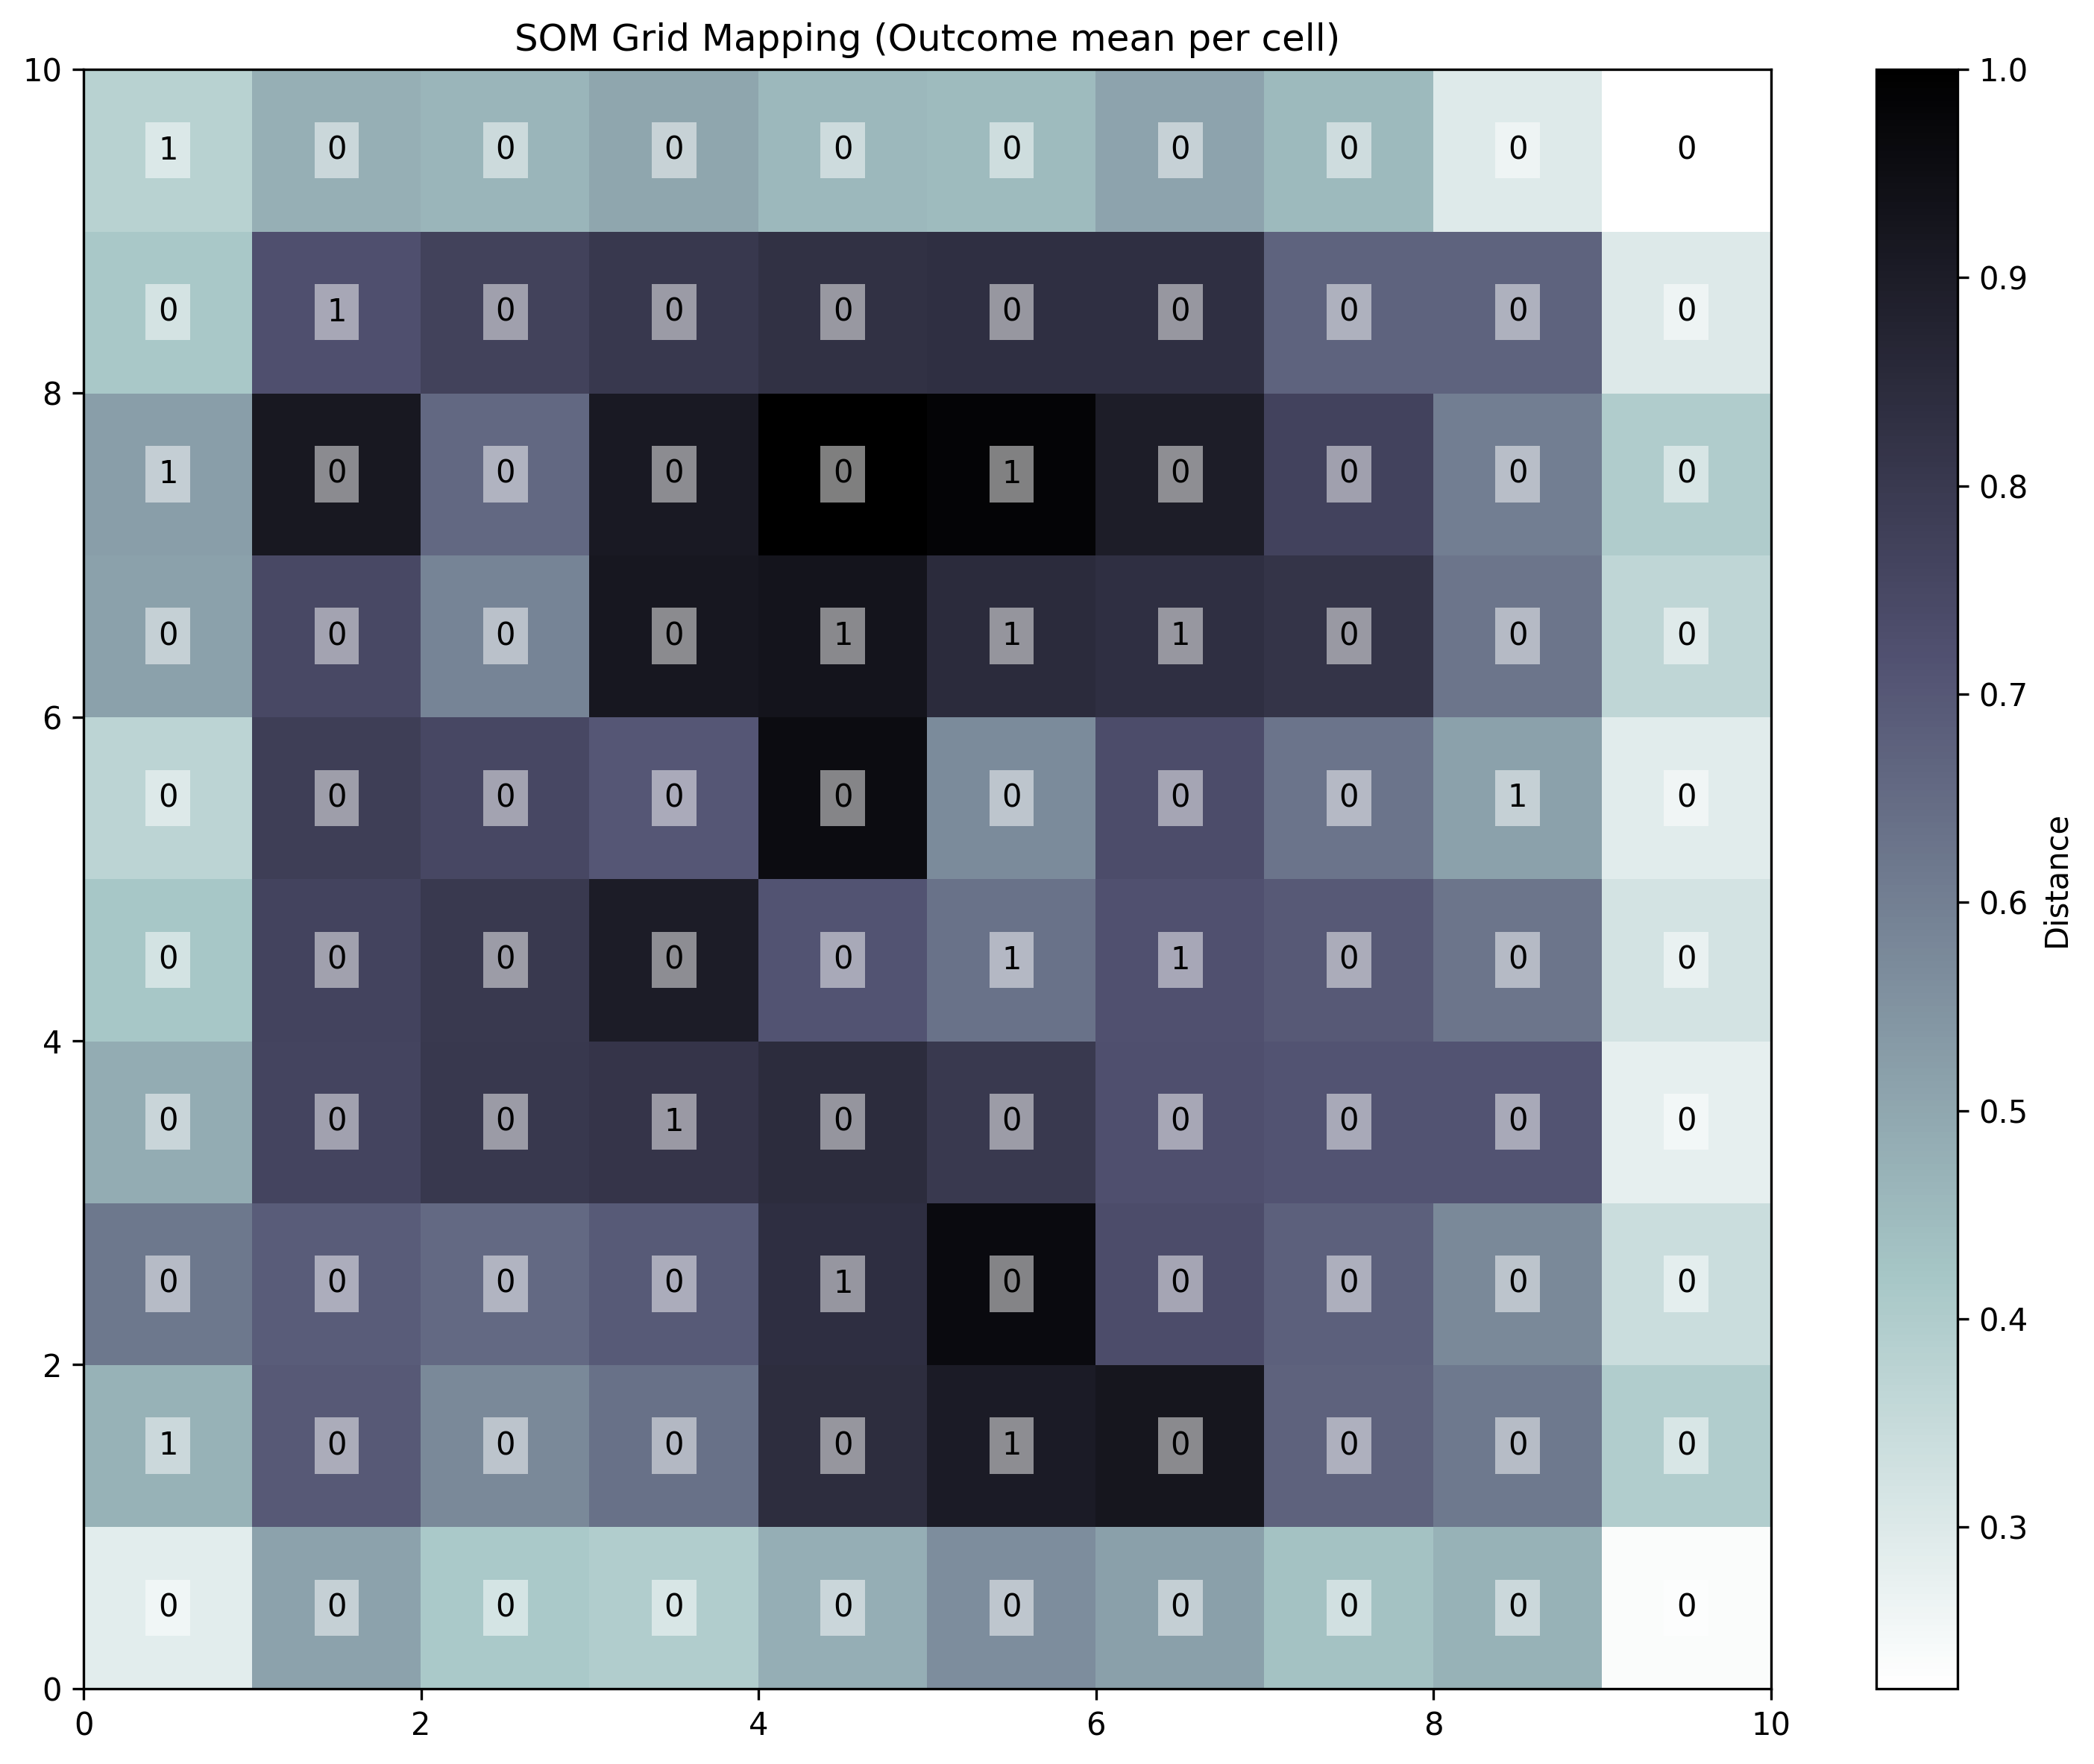 SOM Grid Mapping (Outcome mean per cell)
10 1 0 0 0 0 0 0 0 0 0 1.0
0 1 0 0 0 0 0 0 0 0 0.9
8
1 0 0 0 0 1 0 0 0 0
0.8
0 0 0 0 1 1 1 0 0 0
6 0.7
0 0 0 0 0 0 0 0 1 0
0.6
0 0 0 0 0 1 1 0 0 0
Distance
4
0 0 0 1 0 0 0 0 0 0 0.5
0 0 0 0 1 0 0 0 0 0
0.4
2
1 0 0 0 0 1 0 0 0 0
0.3
0 0 0 0 0 0 0 0 0 0
0
0 2 4 6 8 10